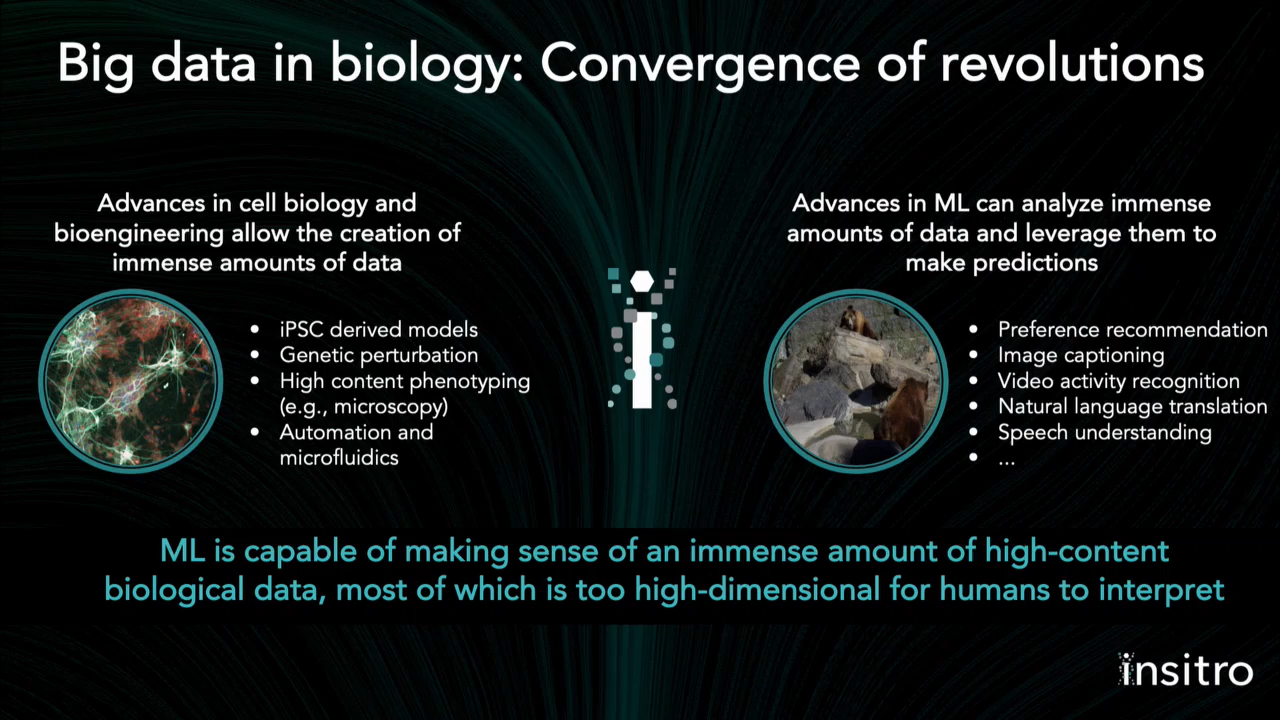 Big data in biology: Convergence of revolutions
Advances in cell biology and
bioengineering allow the creation of
immense amounts of data
• iPSC derived models
• Genetic perturbation
• High content phenotyping
(e.g., microscopy)
• Automation and
microfluidics
Advances in ML can analyze immense
amounts of data and leverage them to
make predictions
• Preference recommendation
• Image captioning
• Video activity recognition
• Natural language translation
• Speech understanding
• ...
ML is capable of making sense of an immense amount of high-content
biological data, most of which is too high-dimensional for humans to interpret
insitro